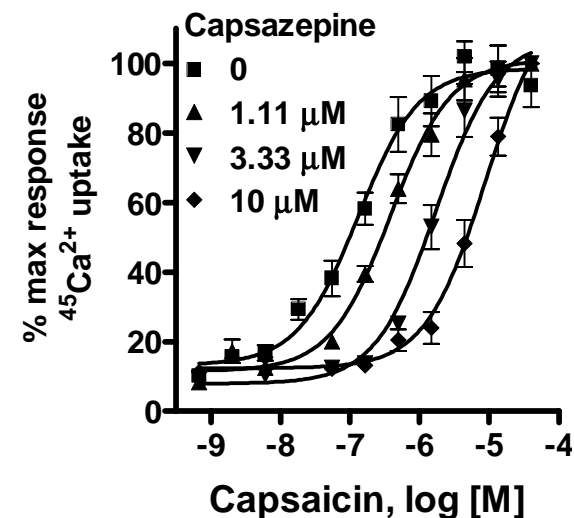 Capsazepine
0
1.11 μM
3.33 μM
10 μM
% max response
⁴⁵Ca²⁺ uptake
100
80
60
40
20
0
-9 -8 -7 -6 -5 -4
Capsaicin, log [M]